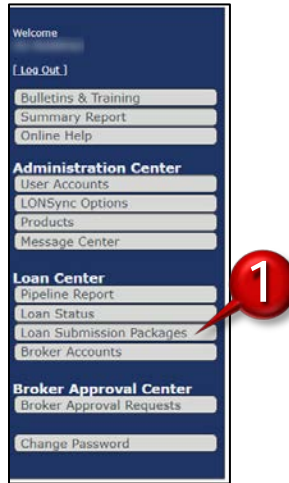 Welcome
[ Log Out ]
Bulletins & Training
Summary Report
Online Help
Administration Center
User Accounts
LONSync Options
Products
Message Center
Loan Center
Pipeline Report
Loan Status
Loan Submission Packages
Broker Accounts
Broker Approval Center
Broker Approval Requests
Change Password
1